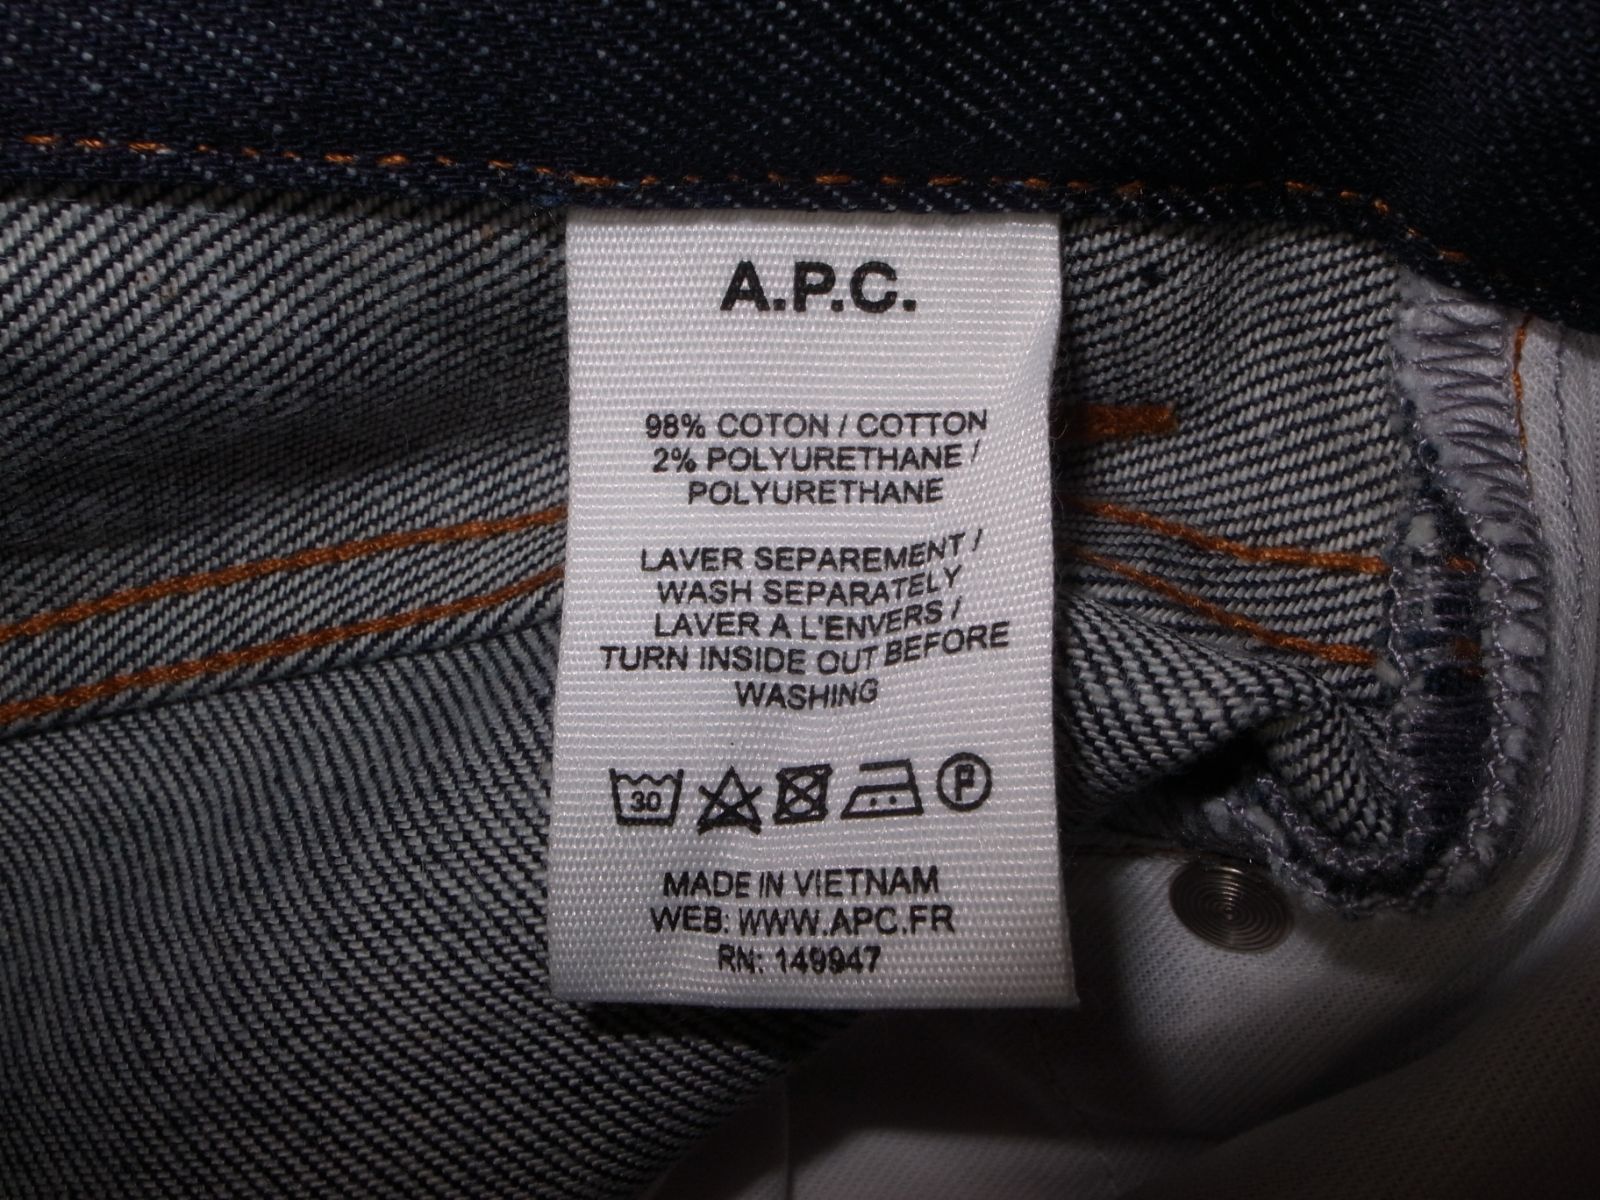 A.P.C.
98% COTON / COTTON
2% POLYURETHANE /
POLYURETHANE
LAVER SEPAREMENT /
WASH SEPARATELY
LAVER A L'ENVERS /
TURN INSIDE OUT BEFORE
WASHING
30 P
MADE IN VIETNAM
WEB: WWW.APC.FR
RN: 149947